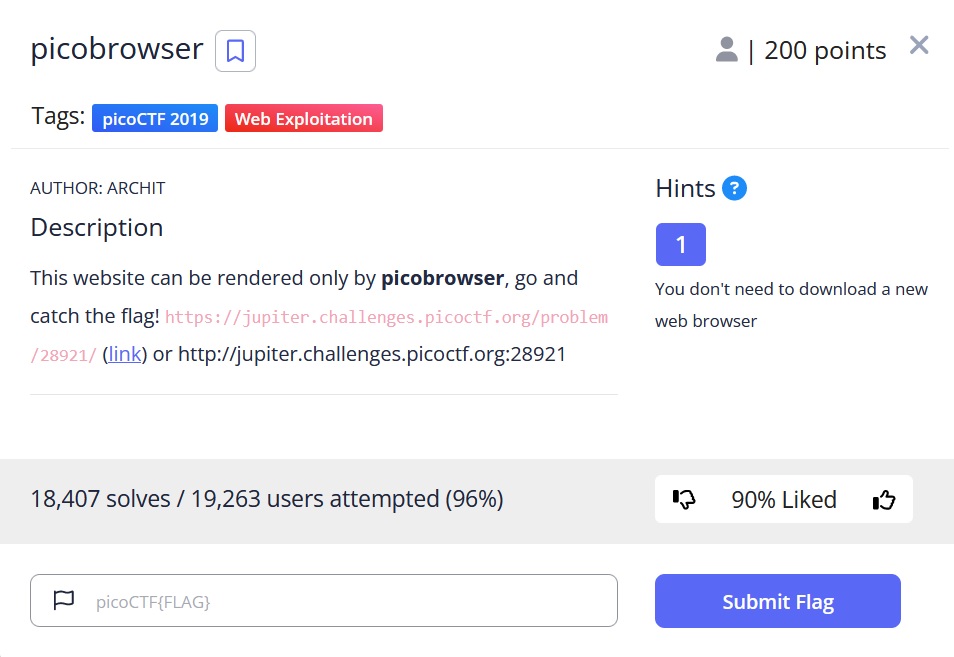 picobrowser
| 200 points
Tags: picoCTF 2019 Web Exploitation
AUTHOR: ARCHIT
Description
This website can be rendered only by picobrowser, go and
catch the flag! https://jupiter.challenges.picoctf.org/problem
/28921/ (link) or http://jupiter.challenges.picoctf.org:28921
Hints ?
1
You don't need to download a new
web browser
18,407 solves / 19,263 users attempted (96%)
90% Liked
picoCTF{FLAG}
Submit Flag